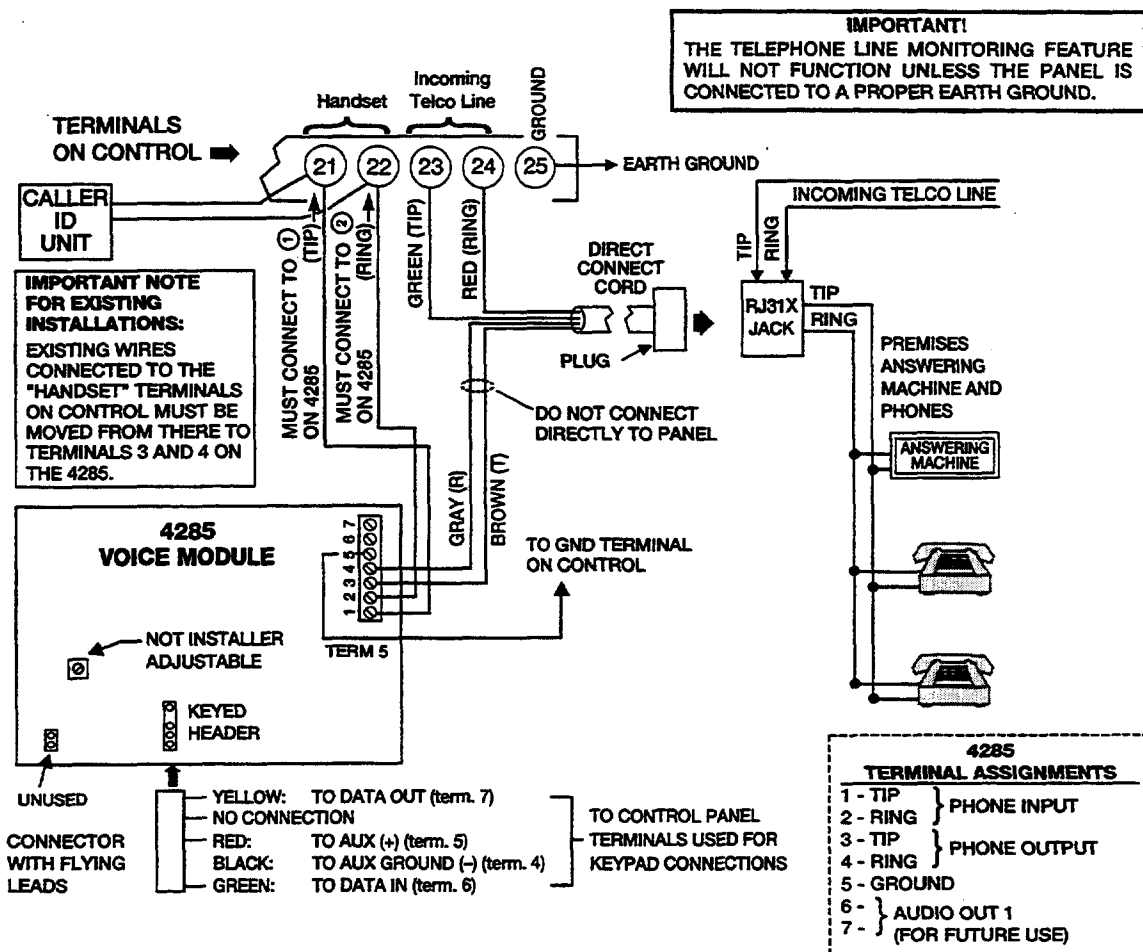 IMPORTANT!
THE TELEPHONE LINE MONITORING FEATURE
WILL NOT FUNCTION UNLESS THE PANEL IS
CONNECTED TO A PROPER EARTH GROUND.
Handset
Incoming
Telco Line
GROUND
TERMINALS
ON CONTROL
21
22
23
24
25
EARTH GROUND
CALLER
ID
UNIT
MUST CONNECT TO 1
(TIP)
ON 4285
MUST CONNECT TO 2
(RING)
ON 4285
GREEN (TIP)
RED (RING)
DIRECT
CONNECT
CORD
PLUG
INCOMING TELCO LINE
TIP
RING
RJ31X
JACK
TIP
RING
PREMISES
ANSWERING
MACHINE AND
PHONES
ANSWERING
MACHINE
IMPORTANT NOTE
FOR EXISTING
INSTALLATIONS:
EXISTING WIRES
CONNECTED TO THE
"HANDSET" TERMINALS
ON CONTROL MUST BE
MOVED FROM THERE TO
TERMINALS 3 AND 4 ON
THE 4285.
DO NOT CONNECT
DIRECTLY TO PANEL
GRAY (R)
BROWN (T)
TO GND TERMINAL
ON CONTROL
4285
VOICE MODULE
7
6
5
4
3
2
1
TERM 5
NOT INSTALLER
ADJUSTABLE
KEYED
HEADER
UNUSED
CONNECTOR
WITH FLYING
LEADS
YELLOW: TO DATA OUT (term. 7)
NO CONNECTION
RED: TO AUX (+) (term. 5)
BLACK: TO AUX GROUND (–) (term. 4)
GREEN: TO DATA IN (term. 6)
TO CONTROL PANEL
TERMINALS USED FOR
KEYPAD CONNECTIONS
4285
TERMINAL ASSIGNMENTS
1 - TIP
2 - RING
PHONE INPUT
3 - TIP
4 - RING
PHONE OUTPUT
5 - GROUND
6 -
7 -
AUDIO OUT 1
(FOR FUTURE USE)